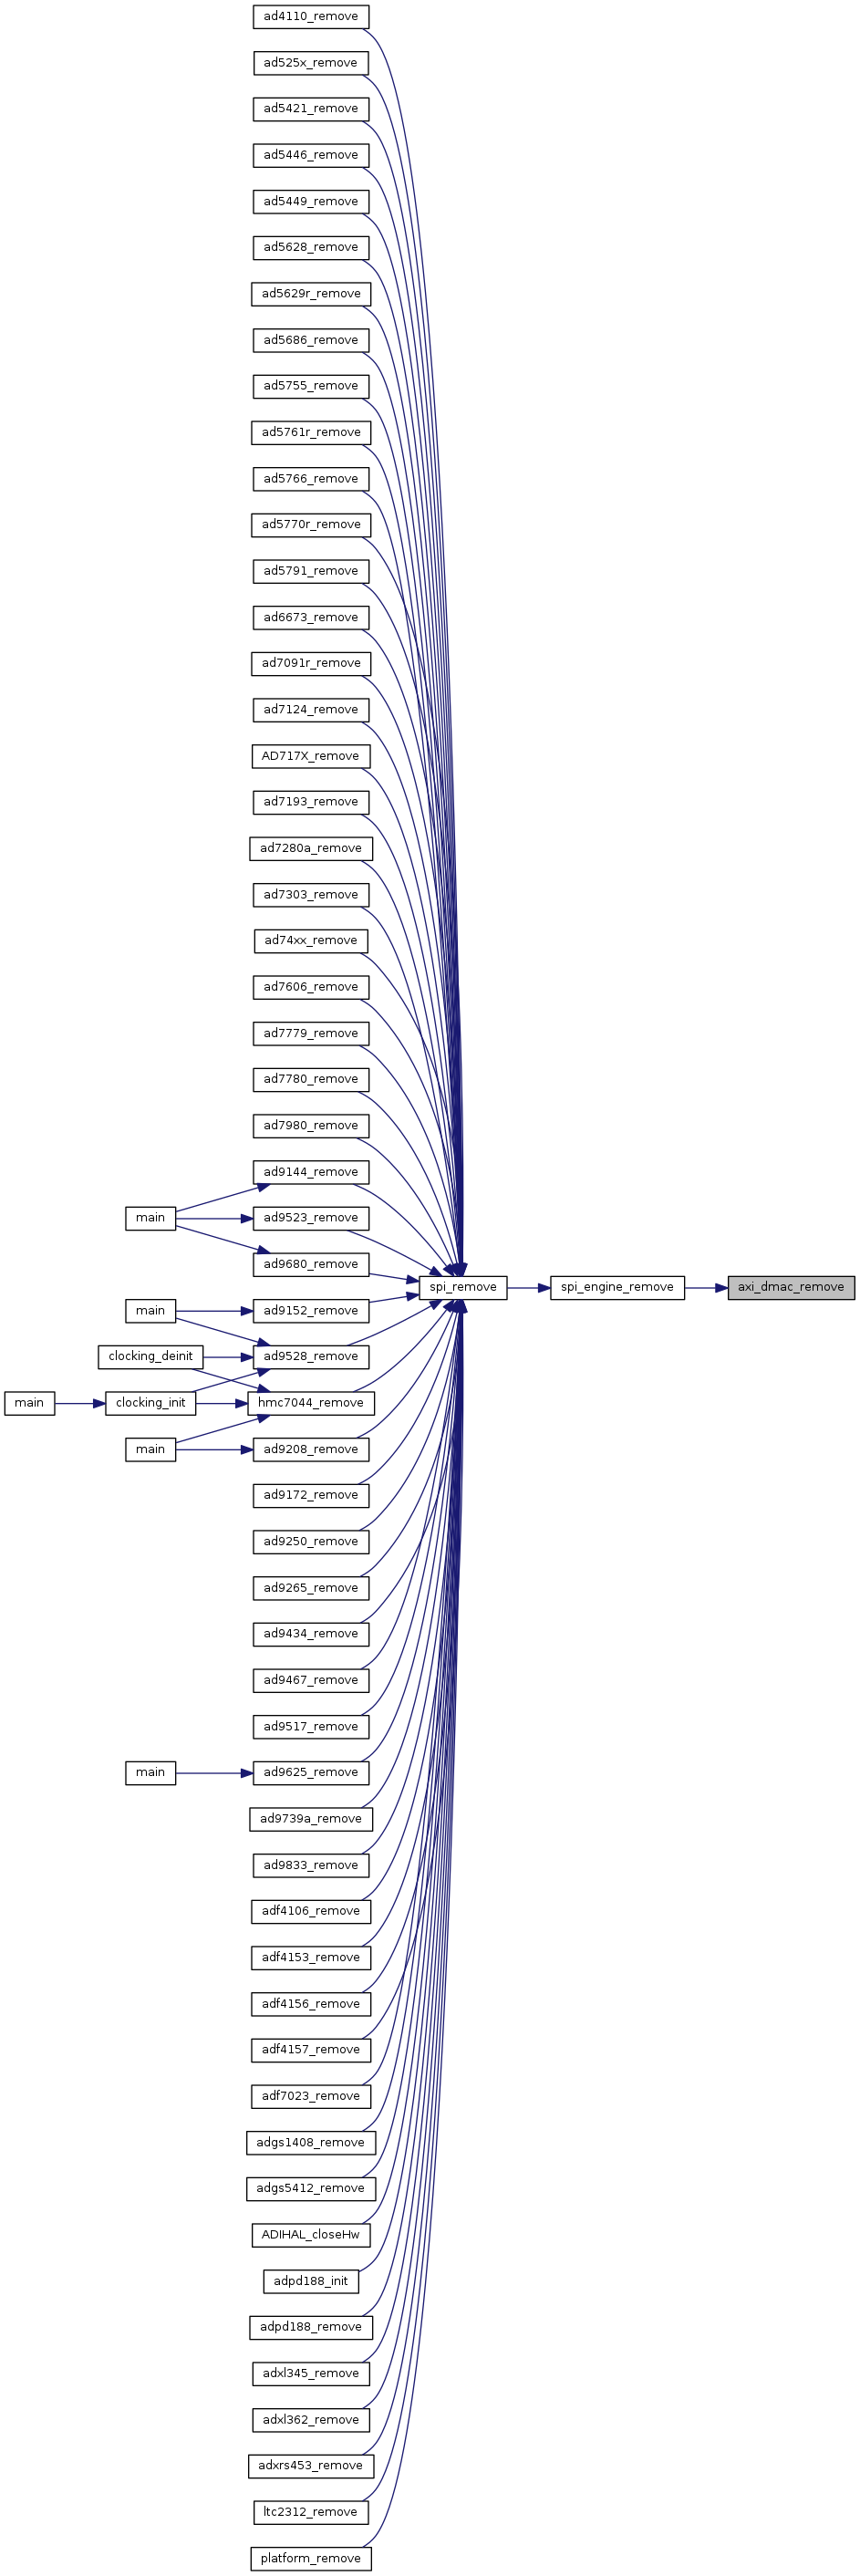 ad4110_remove
ad525x_remove
ad5421_remove
ad5446_remove
ad5449_remove
ad5628_remove
ad5629r_remove
ad5686_remove
ad5755_remove
ad5761r_remove
ad5766_remove
ad5770r_remove
ad5791_remove
ad6673_remove
ad7091r_remove
ad7124_remove
AD717X_remove
ad7193_remove
ad7280a_remove
ad7303_remove
ad74xx_remove
ad7606_remove
ad7779_remove
ad7780_remove
ad7980_remove
ad9144_remove
main
ad9523_remove
ad9680_remove
spi_remove
spi_engine_remove
axi_dmac_remove
main
ad9152_remove
clocking_deinit
ad9528_remove
main
clocking_init
hmc7044_remove
main
ad9208_remove
ad9172_remove
ad9250_remove
ad9265_remove
ad9434_remove
ad9467_remove
ad9517_remove
main
ad9625_remove
ad9739a_remove
ad9833_remove
adf4106_remove
adf4153_remove
adf4156_remove
adf4157_remove
adf7023_remove
adgs1408_remove
adgs5412_remove
ADIHAL_closeHw
adpd188_init
adpd188_remove
adxl345_remove
adxl362_remove
adxrs453_remove
ltc2312_remove
platform_remove